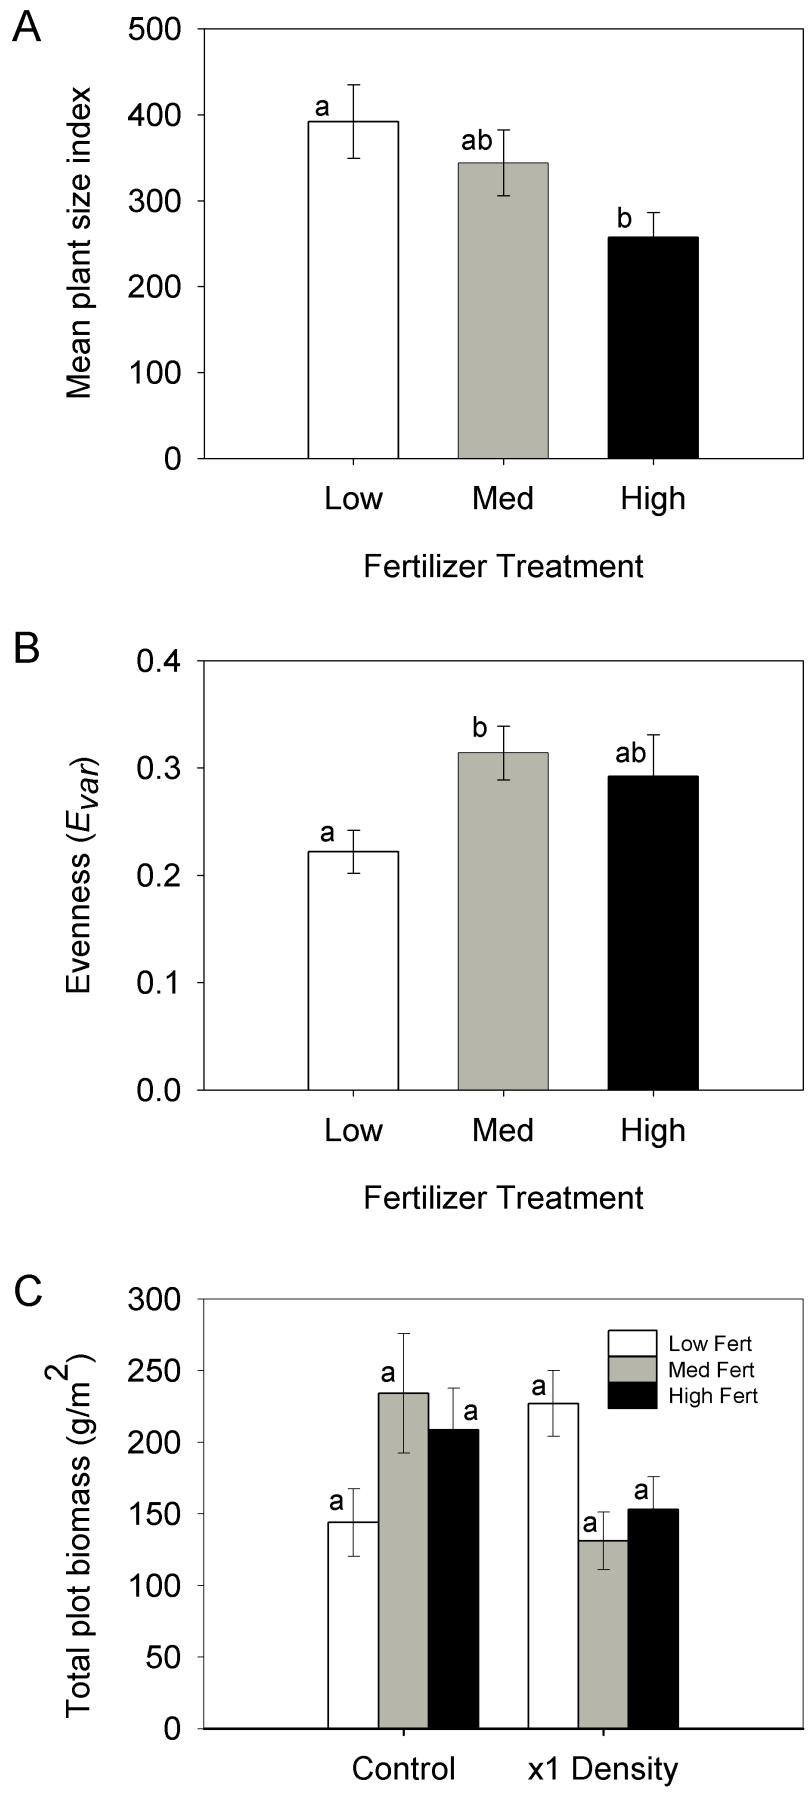 A
500
400
300
200
100
0
Mean plant size index
a
ab
b
Low Med High
Fertilizer Treatment
B
0.4
0.3
0.2
0.1
0.0
Evenness (Evar)
a
b
ab
Low Med High
Fertilizer Treatment
C
300
250
200
150
100
50
0
Total plot biomass (g/m2)
a
a
a
a
a
a
Low Fert
Med Fert
High Fert
Control x1 Density